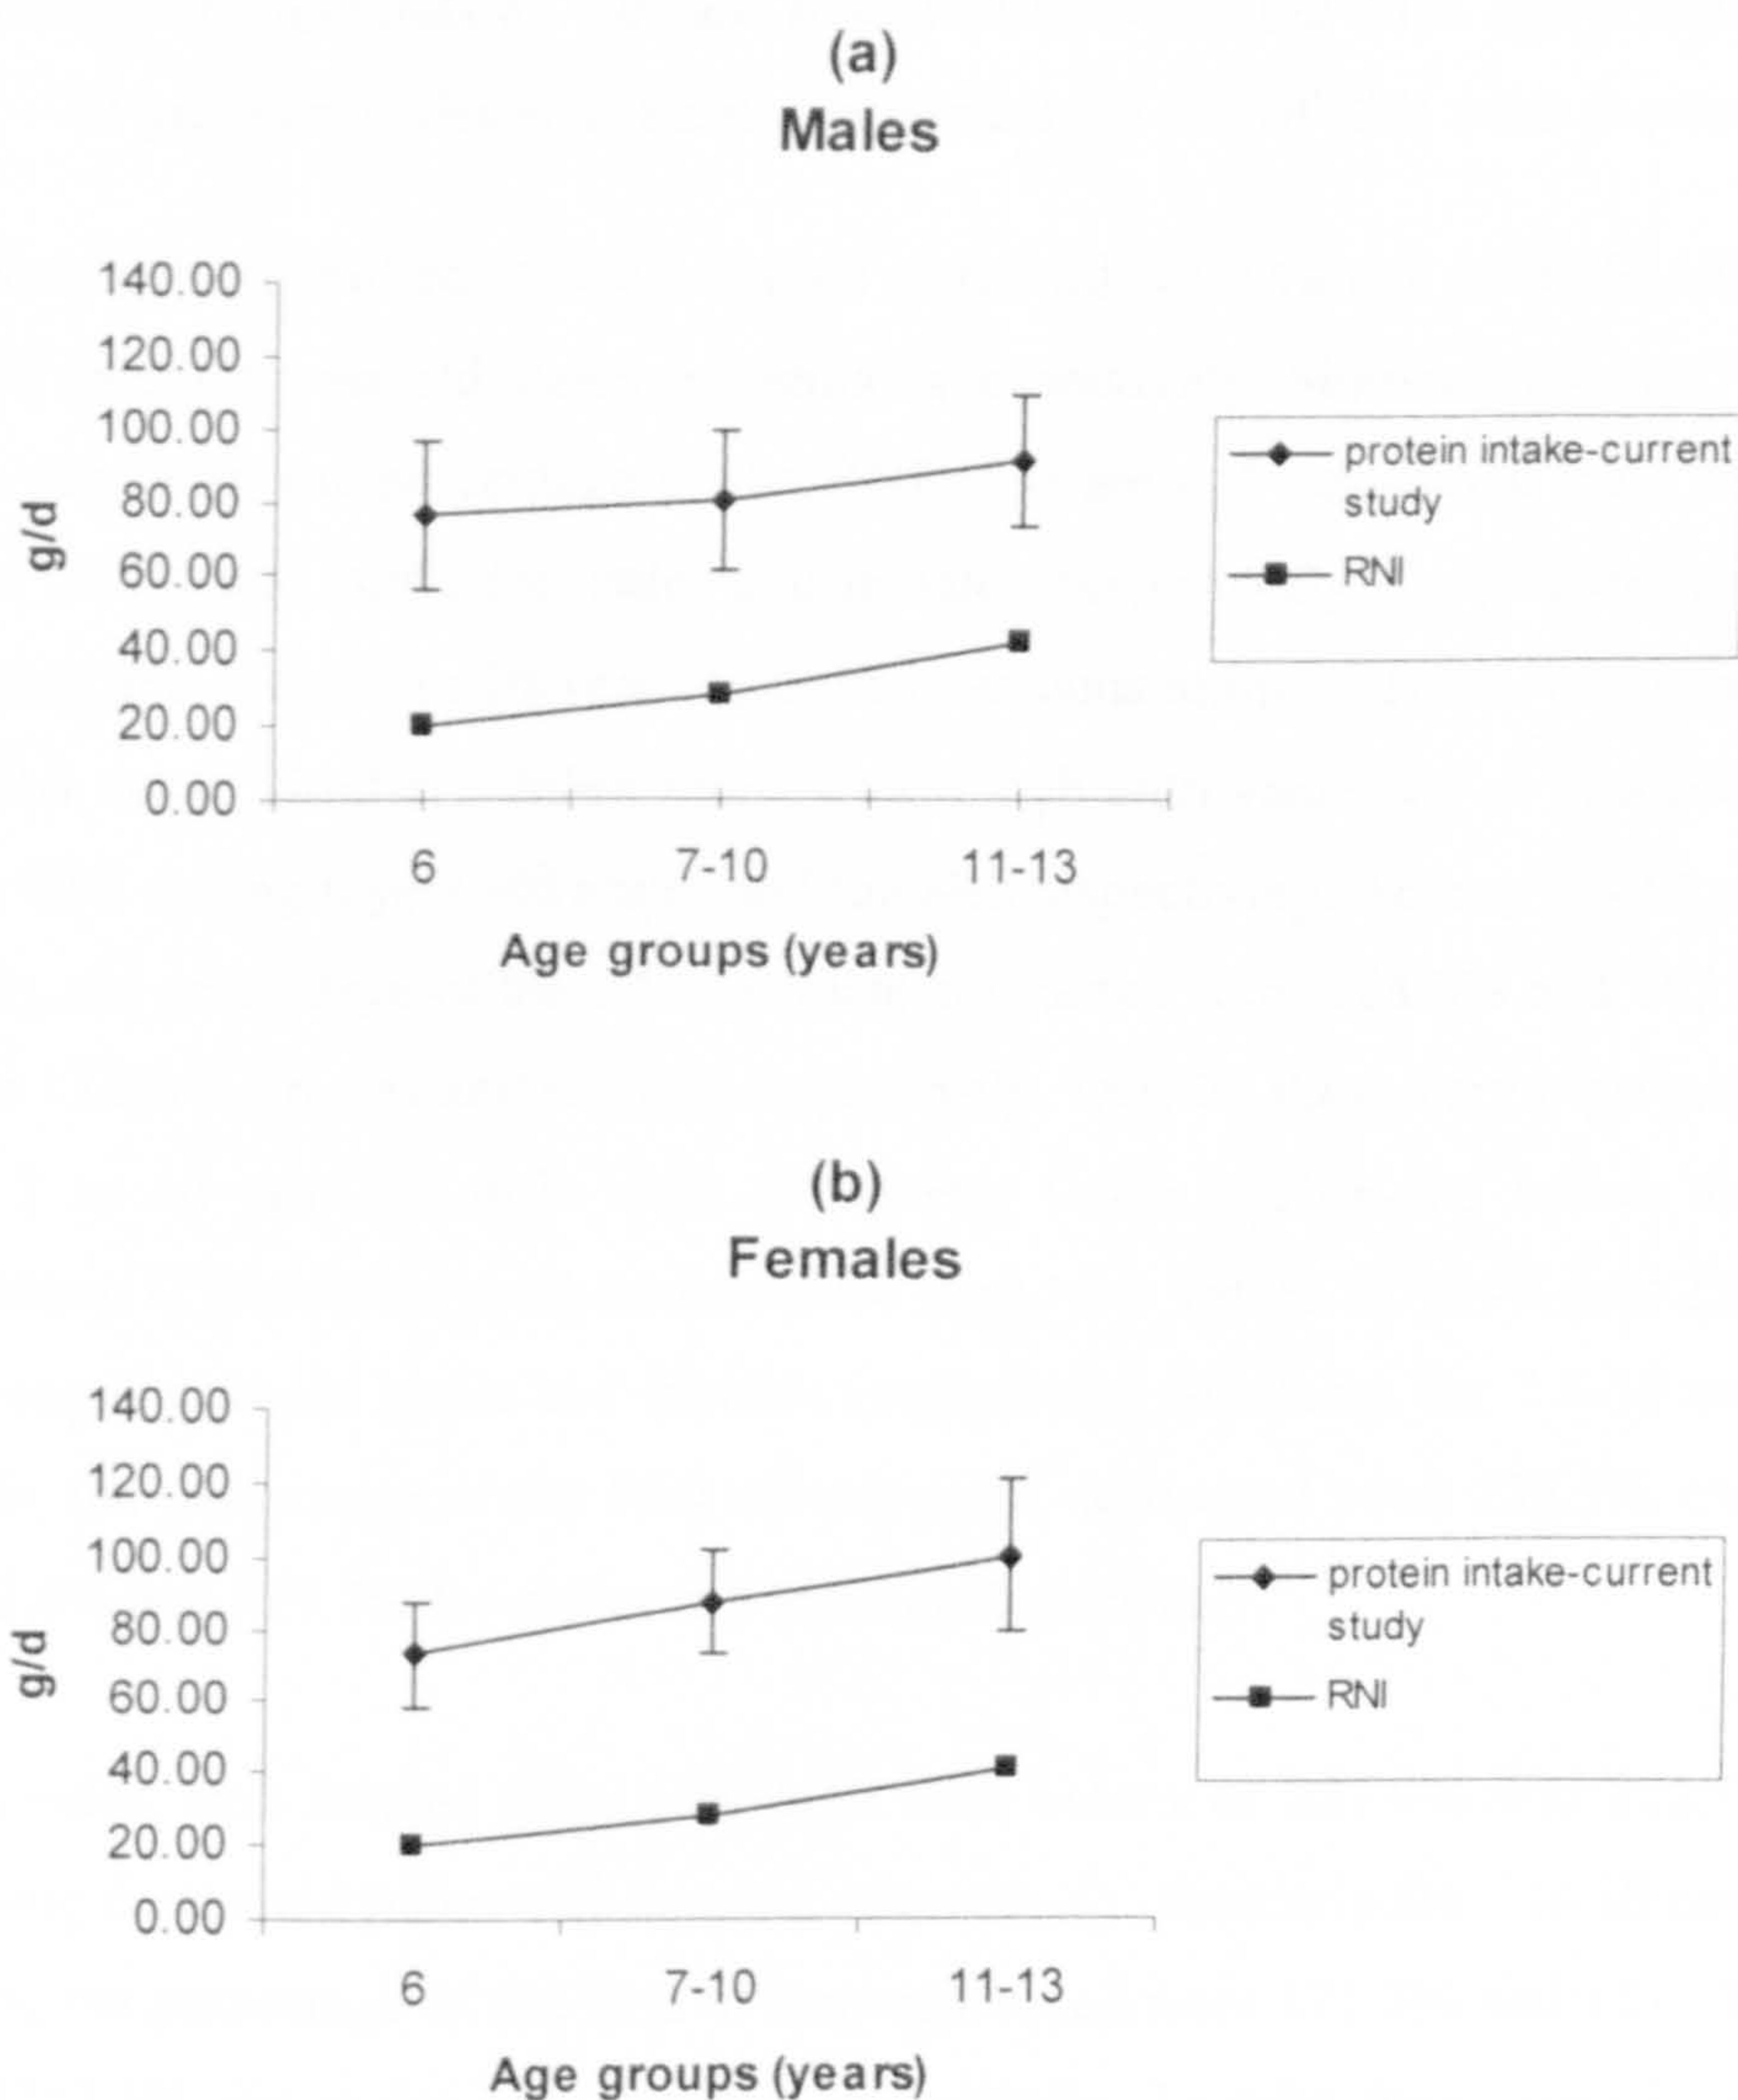 (a)
Males
140.00
120.00
100.00
80.00
60.00
40.00
20.00
0.00
g/d
6 7-10 11-13
Age groups (years)
protein intake-current
study
RNI
(b)
Females
140.00
120.00
100.00
80.00
60.00
40.00
20.00
0.00
g/d
6 7-10 11-13
Age groups (years)
protein intake-current
study
RNI